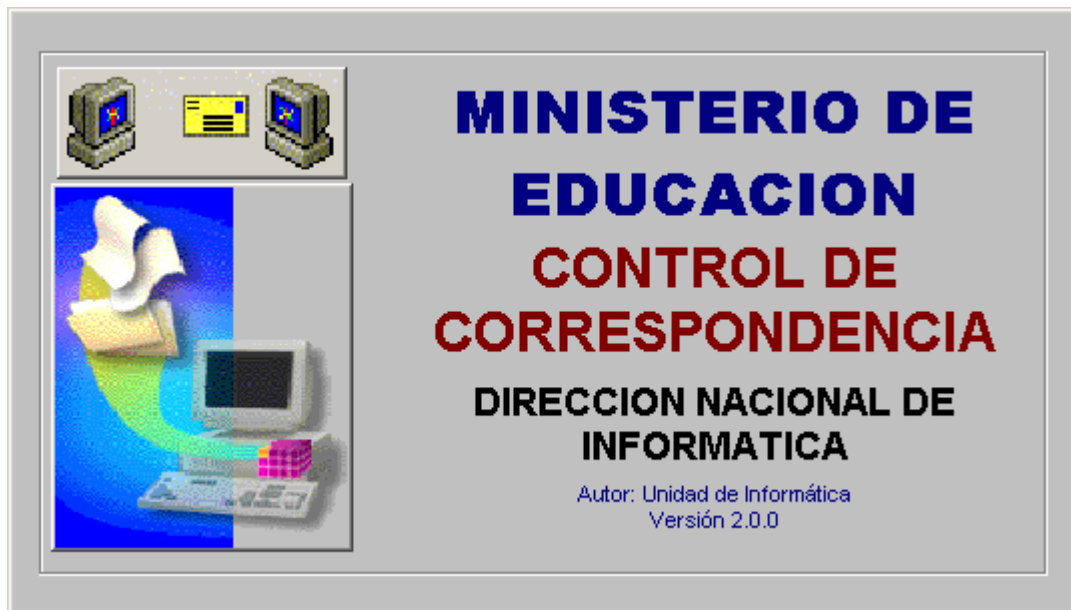 MINISTERIO DE
EDUCACION
CONTROL DE
CORRESPONDENCIA
DIRECCION NACIONAL DE
INFORMATICA
Autor: Unidad de Informática
Versión 2.0.0